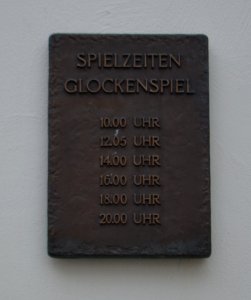 SPIELZEITEN
GLOCKENSPIEL
10.00 UHR
12.05 UHR
14.00 UHR
16.00 UHR
18.00 UHR
20.00 UHR